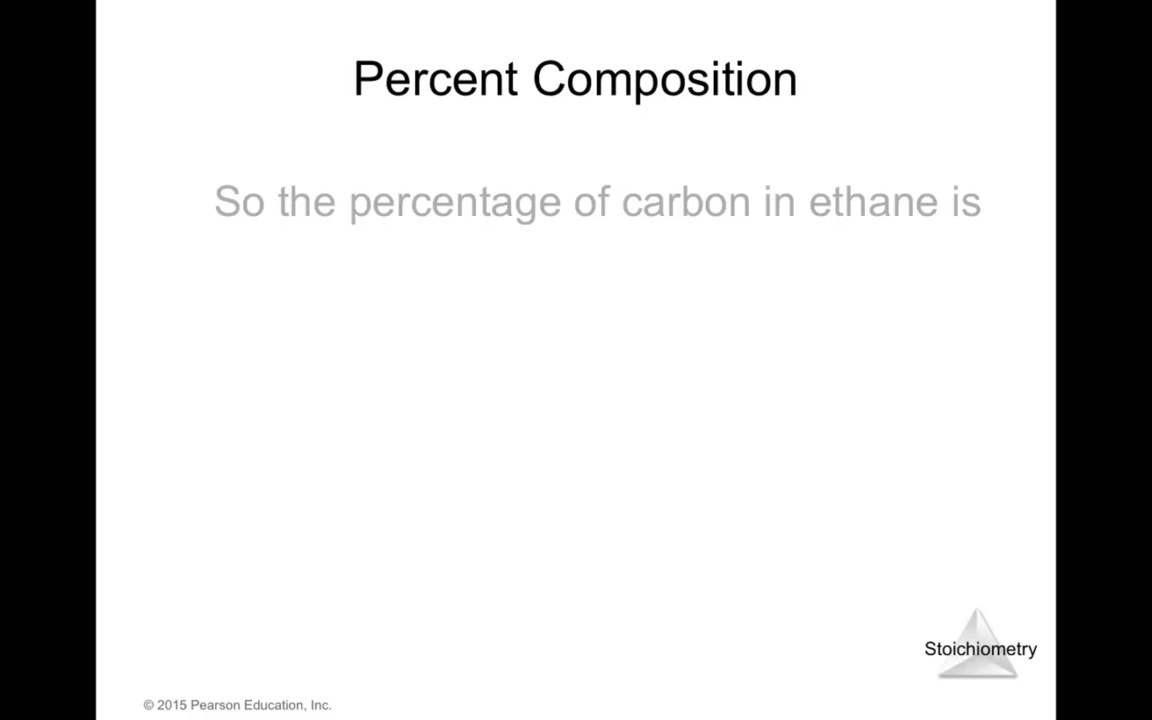 Percent Composition
So the percentage of carbon in ethane is
Stoichiometry
© 2015 Pearson Education, Inc.